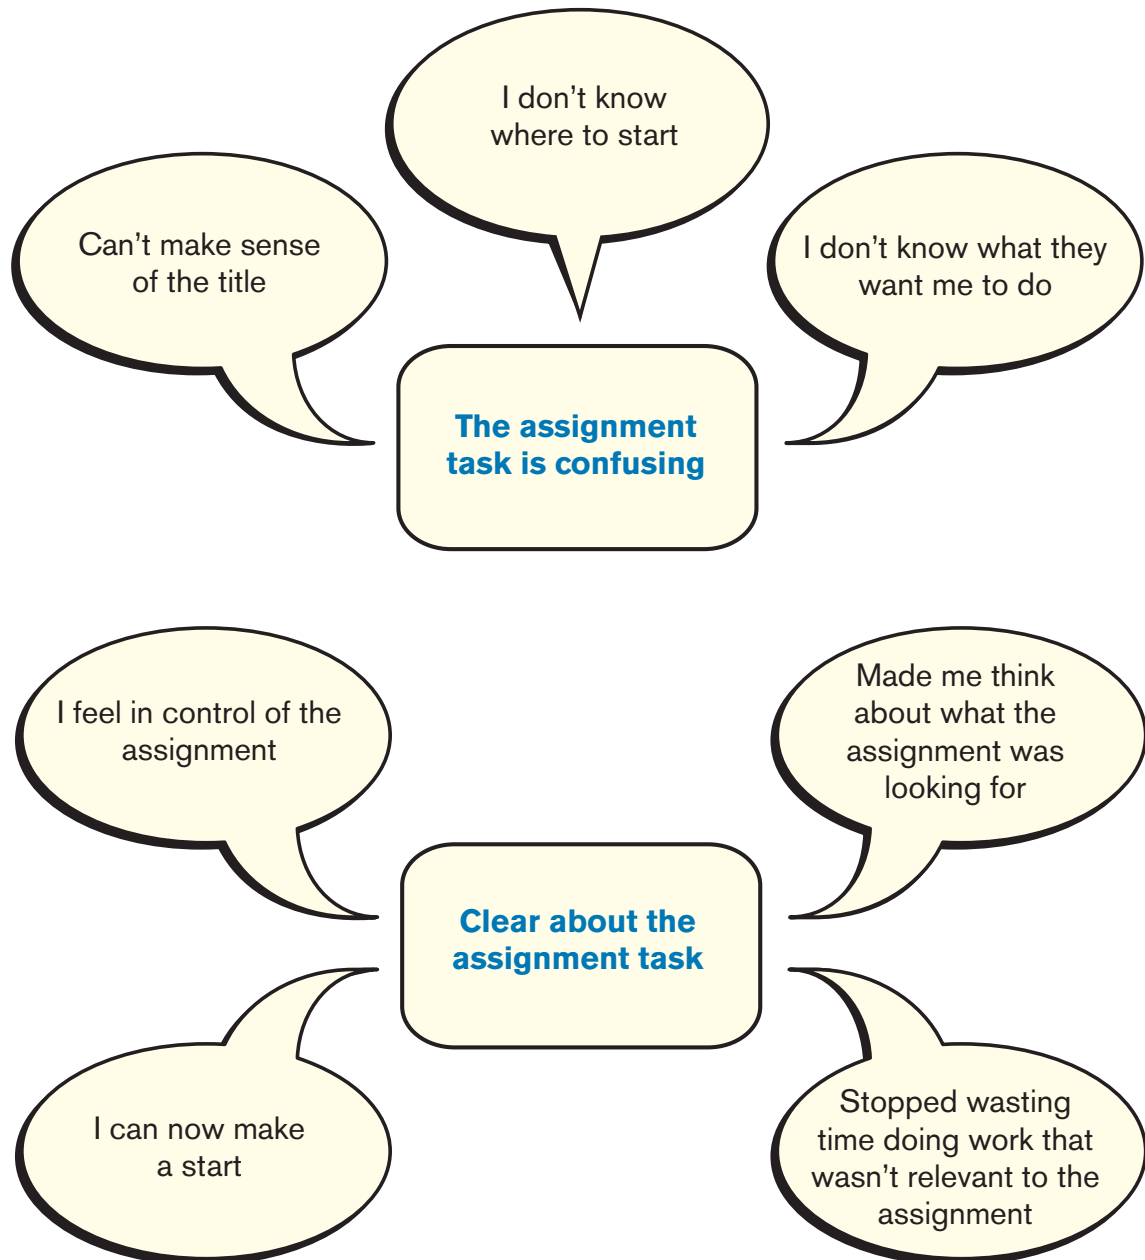 I don't know
where to start
Can't make sense
of the title
I don't know what they
want me to do
The assignment
task is confusing
I feel in control of the
assignment
Made me think
about what the
assignment was
looking for
Clear about the
assignment task
I can now make
a start
Stopped wasting
time doing work that
wasn't relevant to the
assignment